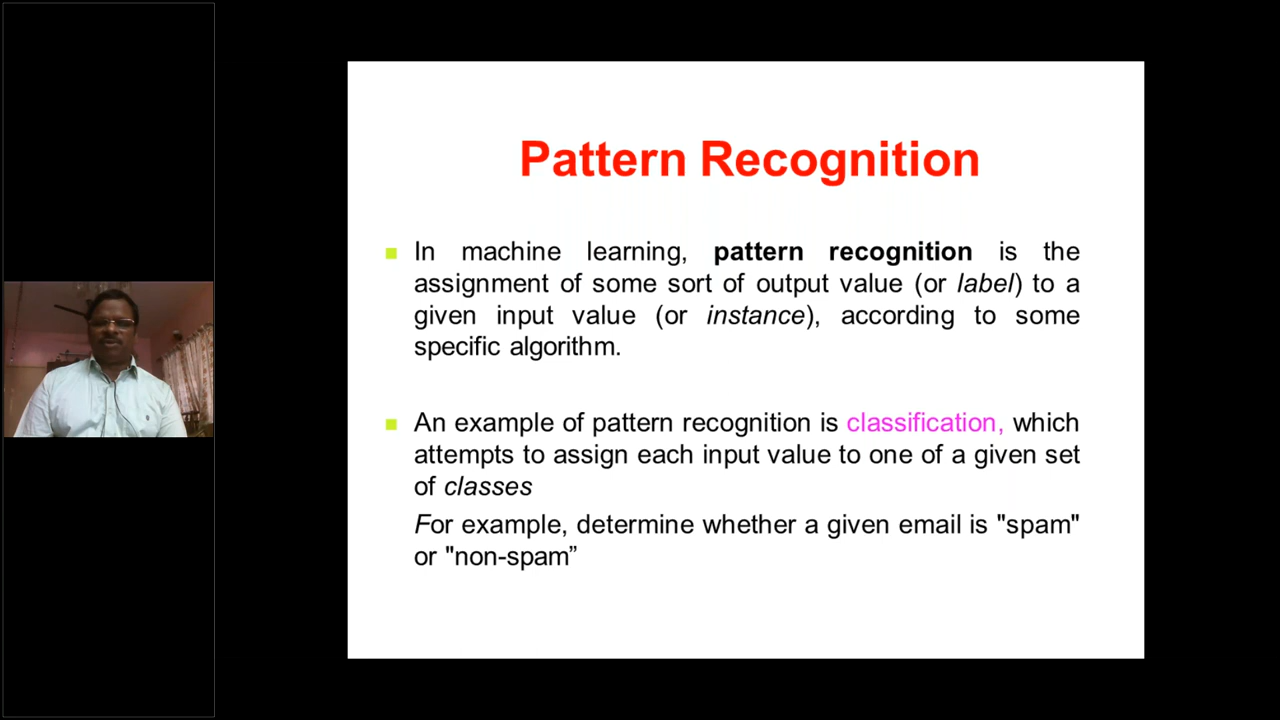 Pattern Recognition
In machine learning, pattern recognition is the
assignment of some sort of output value (or label) to a
given input value (or instance), according to some
specific algorithm.
An example of pattern recognition is classification, which
attempts to assign each input value to one of a given set
of classes
For example, determine whether a given email is "spam"
or "non-spam”